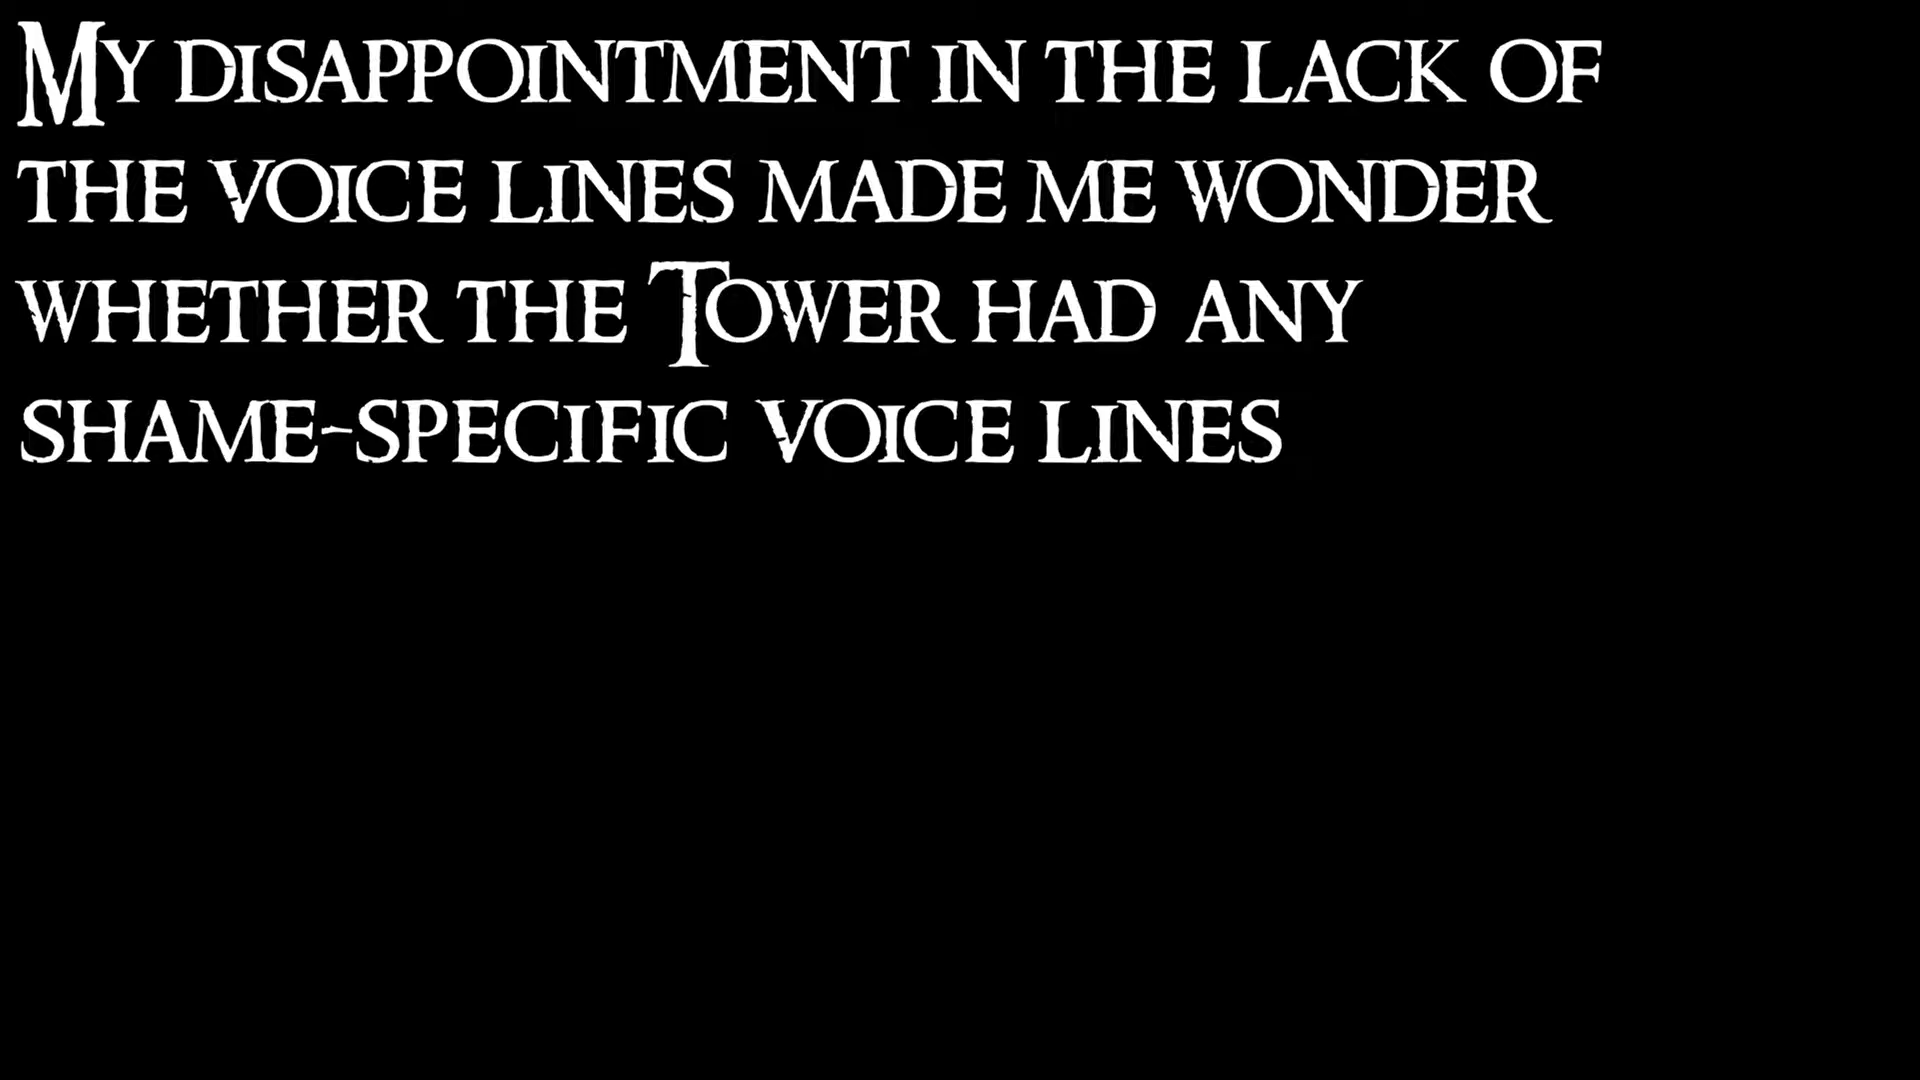 My disappointment in the lack of
the voice lines made me wonder
whether the Tower had any
shame-specific voice lines